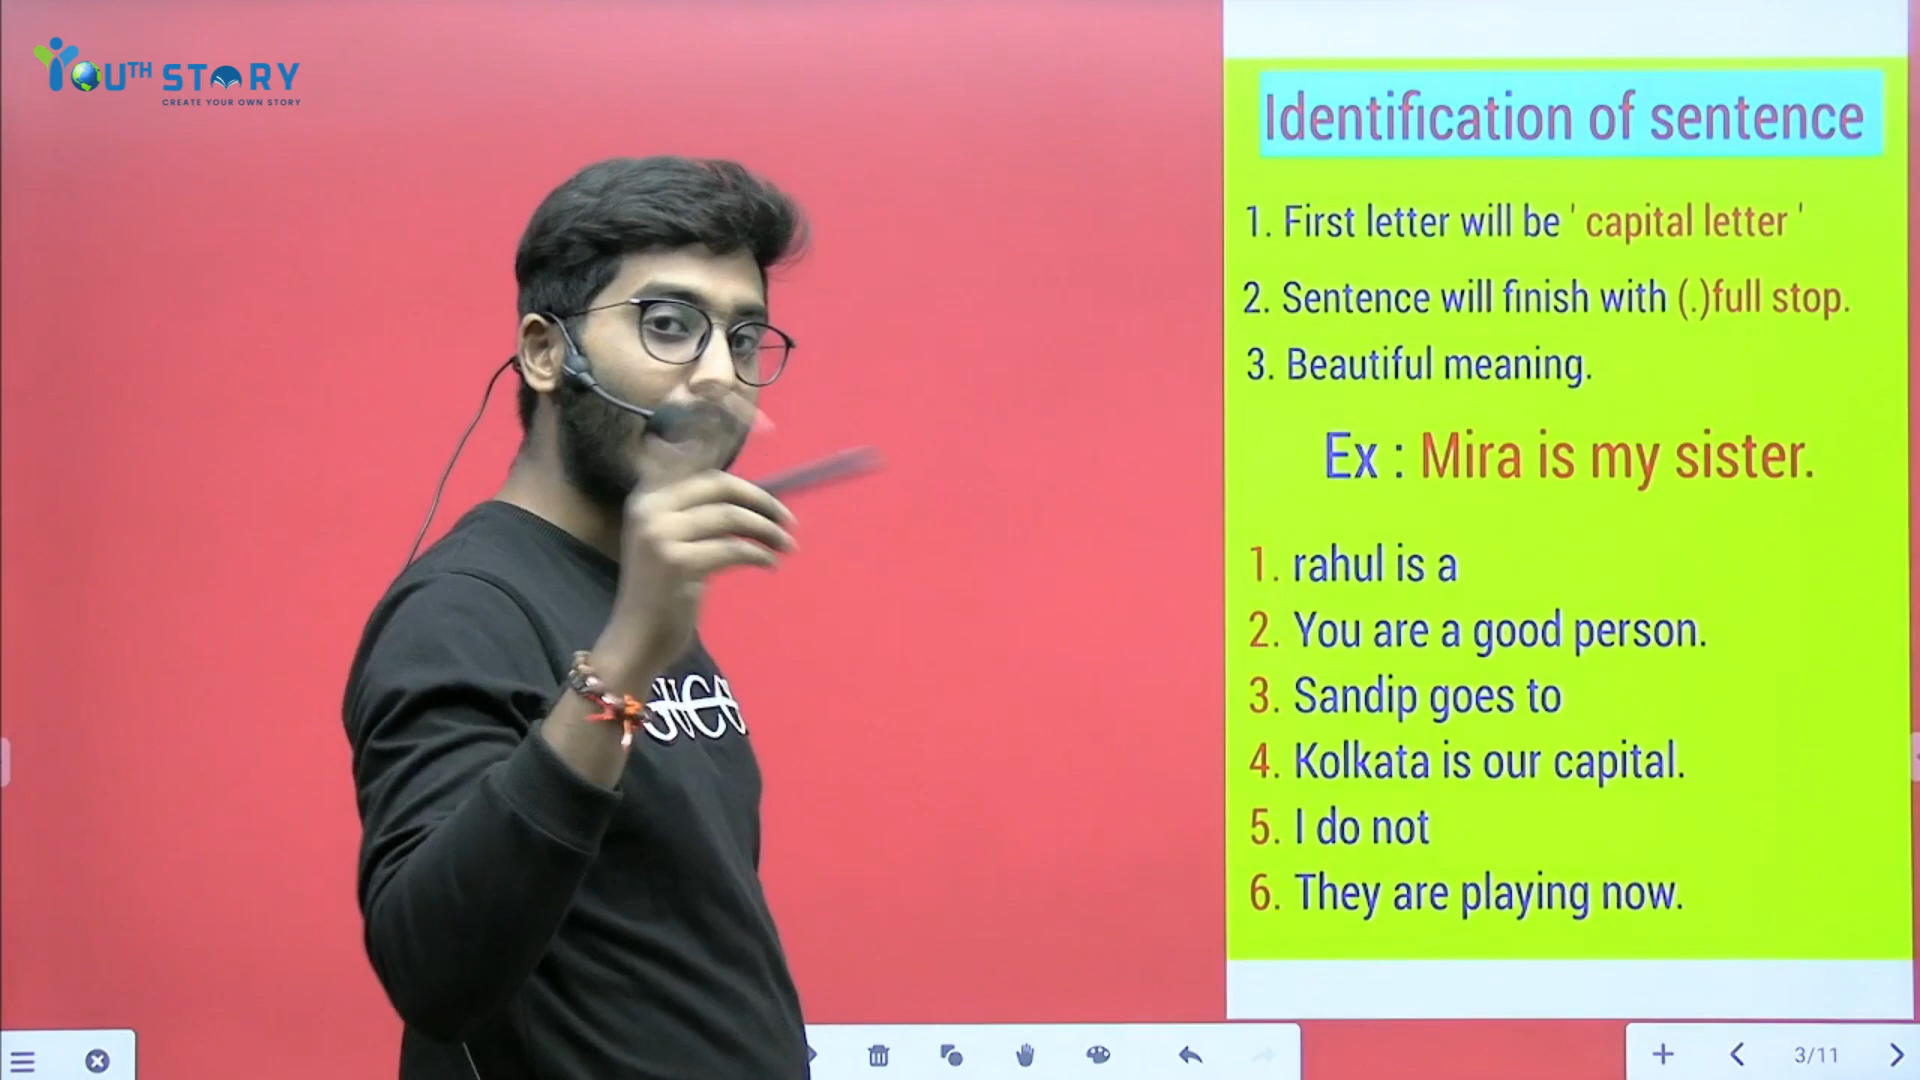 YOUTH STORY
CREATE YOUR OWN STORY
Identification of sentence
1. First letter will be ' capital letter '
2. Sentence will finish with (.)full stop.
3. Beautiful meaning.
Ex : Mira is my sister.
1. rahul is a
2. You are a good person.
3. Sandip goes to
4. Kolkata is our capital.
5. I do not
6. They are playing now.
3/11